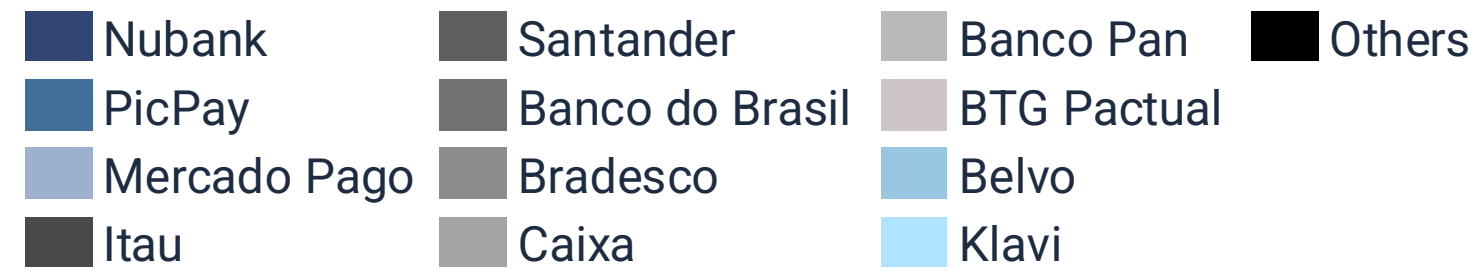 Nubank
PicPay
Mercado Pago
Itau
Santander
Banco do Brasil
Bradesco
Caixa
Banco Pan
BTG Pactual
Belvo
Klavi
Others